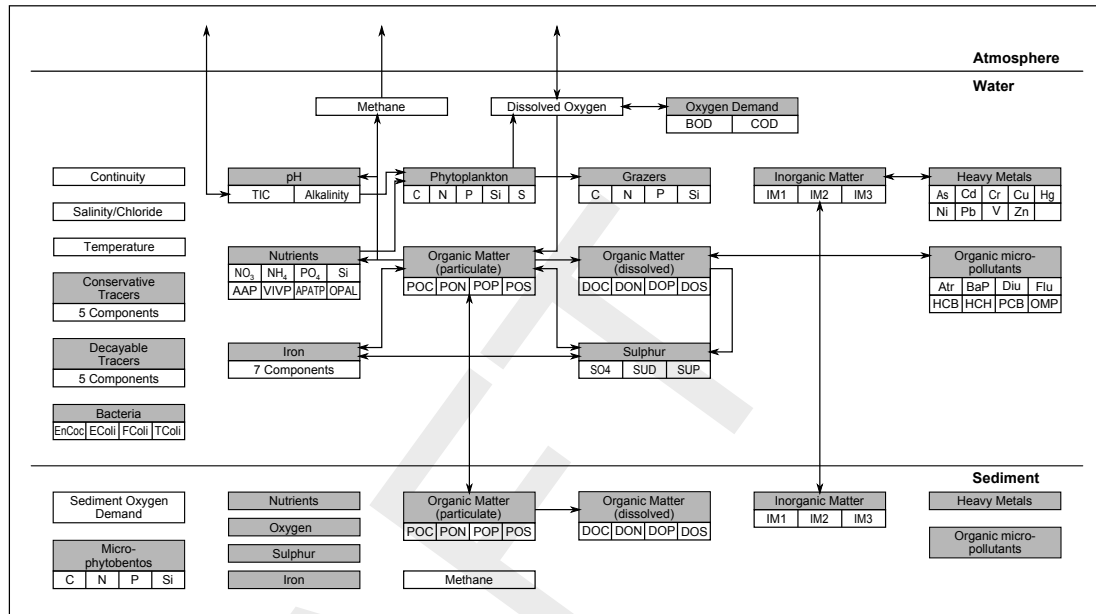 Atmosphere
Water
Methane
Dissolved Oxygen
Oxygen Demand
BOD COD
Continuity
Salinity/Chloride
Temperature
Conservative
Tracers
5 Components
Decayable
Tracers
5 Components
Bacteria
EnCoc EColi FColi TColi
pH
TIC Alkalinity
Phytoplankton
C N P Si S
Grazers
C N P Si
Inorganic Matter
IM1 IM2 IM3
Heavy Metals
As Cd Cr Cu Hg
Ni Pb V Zn
Nutrients
NO3 NH4 PO4 Si
AAP VIVP APATP OPAL
Organic Matter
(particulate)
POC PON POP POS
Organic Matter
(dissolved)
DOC DON DOP DOS
Organic micro-
pollutants
Atr BaP Diu Flu
HCB HCH PCB OMP
Iron
7 Components
Sulphur
SO4 SUD SUP
Sediment
Sediment Oxygen
Demand
Micro-
phytobentos
C N P Si
Nutrients
Oxygen
Sulphur
Iron
Organic Matter
(particulate)
POC PON POP POS
Methane
Organic Matter
(dissolved)
DOC DON DOP DOS
Inorganic Matter
IM1 IM2 IM3
Heavy Metals
Organic micro-
pollutants